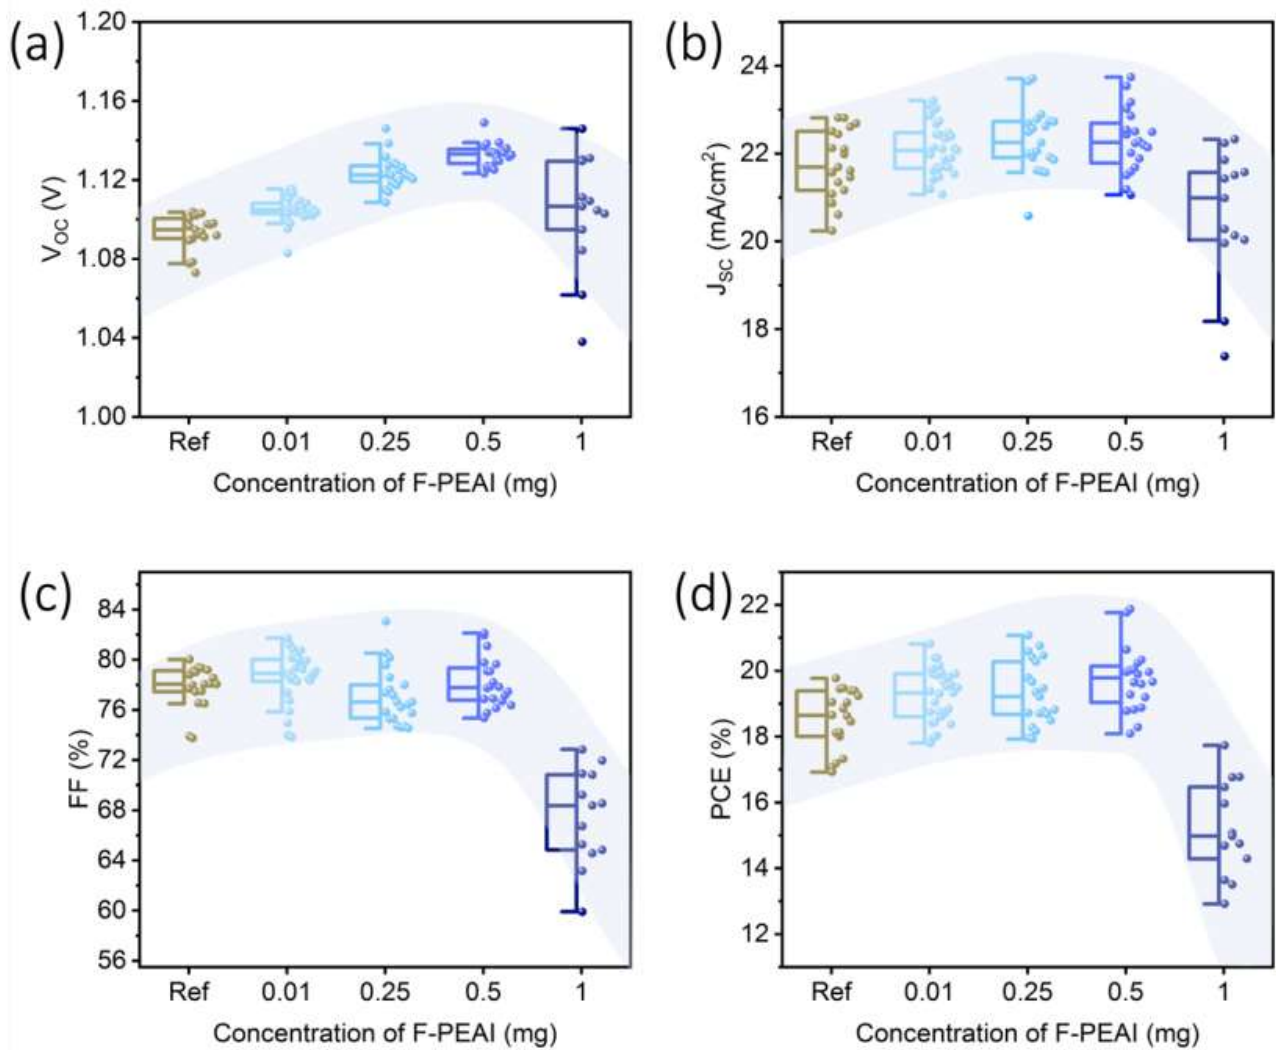 (a)
V_OC (V)
1.20
1.16
1.12
1.08
1.04
1.00
Ref 0.01 0.25 0.5 1
Concentration of F-PEAI (mg)
(b)
J_SC (mA/cm²)
24
22
20
18
16
Ref 0.01 0.25 0.5 1
Concentration of F-PEAI (mg)
(c)
FF (%)
84
80
76
72
68
64
60
56
Ref 0.01 0.25 0.5 1
Concentration of F-PEAI (mg)
(d)
PCE (%)
22
20
18
16
14
12
Ref 0.01 0.25 0.5 1
Concentration of F-PEAI (mg)